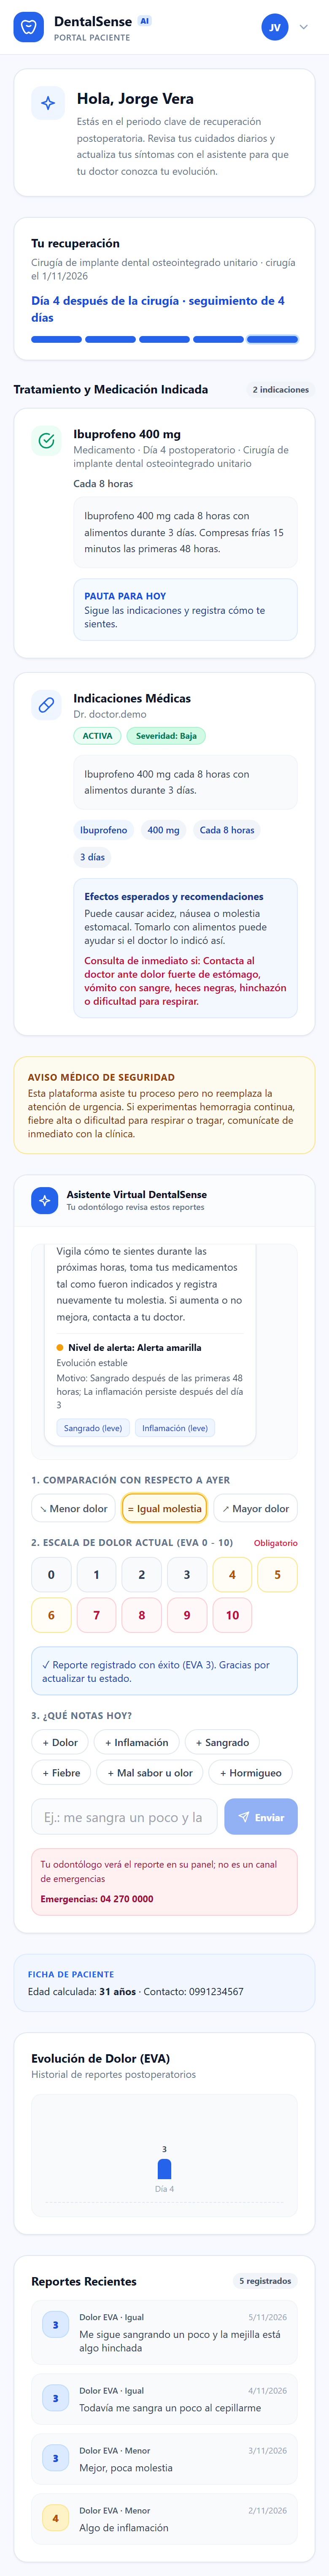 DentalSense AI
PORTAL PACIENTE
JV
Hola, Jorge Vera
Estás en el periodo clave de recuperación
postoperatoria. Revisa tus cuidados diarios y
actualiza tus síntomas con el asistente para que
tu doctor conozca tu evolución.
Tu recuperación
Cirugía de implante dental osteointegrado unitario · cirugía
el 1/11/2026
Día 4 después de la cirugía · seguimiento de 4
días
Tratamiento y Medicación Indicada
2 indicaciones
Ibuprofeno 400 mg
Medicamento · Día 4 postoperatorio · Cirugía de
implante dental osteointegrado unitario
Cada 8 horas
Ibuprofeno 400 mg cada 8 horas con
alimentos durante 3 días. Compresas frías 15
minutos las primeras 48 horas.
PAUTA PARA HOY
Sigue las indicaciones y registra cómo te
sientes.
Indicaciones Médicas
Dr. doctor.demo
ACTIVA
Severidad: Baja
Ibuprofeno 400 mg cada 8 horas con
alimentos durante 3 días.
Ibuprofeno
400 mg
Cada 8 horas
3 días
Efectos esperados y recomendaciones
Puede causar acidez, náusea o molestia
estomacal. Tomarlo con alimentos puede
ayudar si el doctor lo indicó así.
Consulta de inmediato si: Contacta al
doctor ante dolor fuerte de estómago,
vómito con sangre, heces negras, hinchazón
o dificultad para respirar.
AVISO MÉDICO DE SEGURIDAD
Esta plataforma asiste tu proceso pero no reemplaza la
atención de urgencia. Si experimentas hemorragia continua,
fiebre alta o dificultad para respirar o tragar, comunícate de
inmediato con la clínica.
Asistente Virtual DentalSense
Tu odontólogo revisa estos reportes
Vigila cómo te sientes durante las
próximas horas, toma tus medicamentos
tal como fueron indicados y registra
nuevamente tu molestia. Si aumenta o no
mejora, contacta a tu doctor.
Nivel de alerta: Alerta amarilla
Evolución estable
Motivo: Sangrado después de las primeras 48
horas; La inflamación persiste después del día
3
Sangrado (leve)
Inflamación (leve)
1. COMPARACIÓN CON RESPECTO A AYER
↘ Menor dolor
= Igual molestia
↗ Mayor dolor
2. ESCALA DE DOLOR ACTUAL (EVA 0 - 10)
Obligatorio
0
1
2
3
4
5
6
7
8
9
10
✓ Reporte registrado con éxito (EVA 3). Gracias por
actualizar tu estado.
3. ¿QUÉ NOTAS HOY?
+ Dolor
+ Inflamación
+ Sangrado
+ Fiebre
+ Mal sabor u olor
+ Hormigueo
Ej.: me sangra un poco y la
Enviar
Tu odontólogo verá el reporte en su panel; no es un canal
de emergencias
Emergencias: 04 270 0000
FICHA DE PACIENTE
Edad calculada: 31 años · Contacto: 0991234567
Evolución de Dolor (EVA)
Historial de reportes postoperatorios
3
Día 4
Reportes Recientes
5 registrados
3
Dolor EVA · Igual
5/11/2026
Me sigue sangrando un poco y la mejilla está
algo hinchada
3
Dolor EVA · Igual
4/11/2026
Todavía me sangra un poco al cepillarme
3
Dolor EVA · Menor
3/11/2026
Mejor, poca molestia
4
Dolor EVA · Menor
2/11/2026
Algo de inflamación